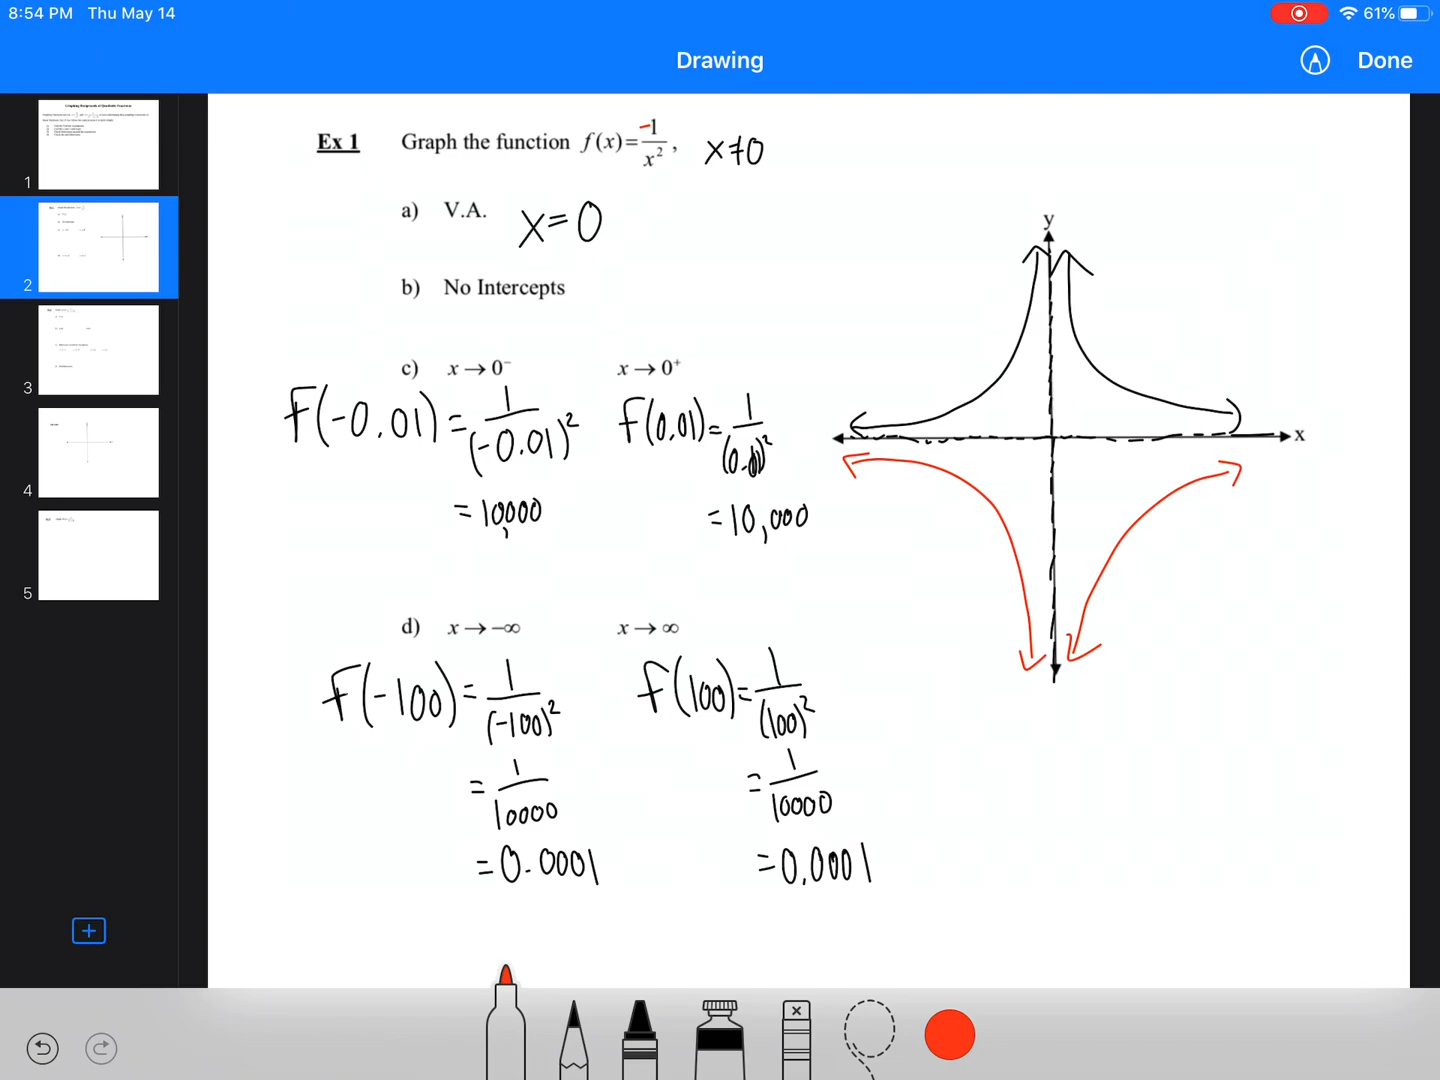 8:54 PM Thu May 14
61%
Drawing
Done
1
2
3
4
5
Ex 1 Graph the function f(x)=-1/x², x≠0
a) V.A. x=0
b) No Intercepts
c) x→0⁻ x→0⁺
f(-0.01)=1/(-0.01)² f(0.01)=1/(0.01)²
=10,000 =10,000
d) x→-∞ x→∞
f(-100)=1/(-100)² f(100)=1/(100)²
=1/10000 =1/10000
=0.0001 =0.0001
y
x